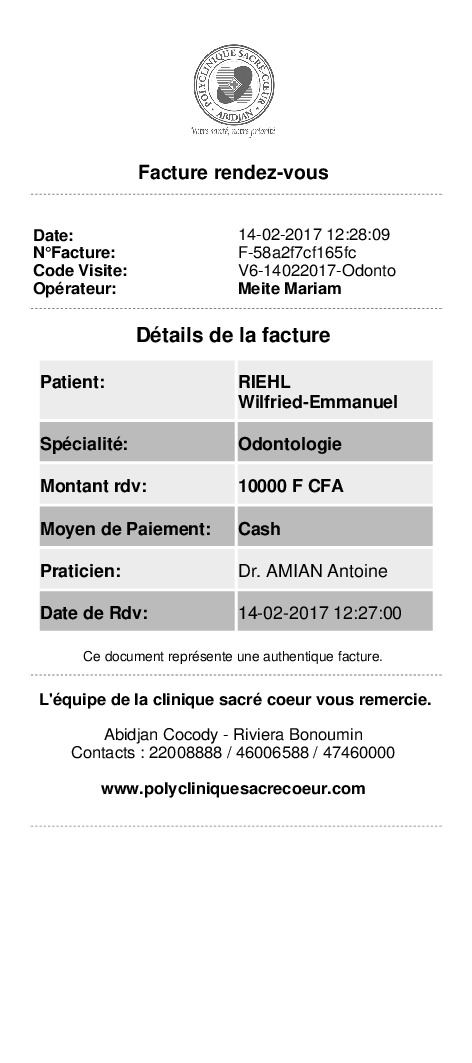 POLYCLINIQUE SACRÉ-CŒUR
ABIDJAN
Votre santé, notre priorité
Facture rendez-vous
Date: 14-02-2017 12:28:09
N°Facture: F-58a2f7cf165fc
Code Visite: V6-14022017-Odonto
Opérateur: Meite Mariam
Détails de la facture
Patient: RIEHL
Wilfried-Emmanuel
Spécialité: Odontologie
Montant rdv: 10000 F CFA
Moyen de Paiement: Cash
Praticien: Dr. AMIAN Antoine
Date de Rdv: 14-02-2017 12:27:00
Ce document représente une authentique facture.
L'équipe de la clinique sacré coeur vous remercie.
Abidjan Cocody - Riviera Bonoumin
Contacts : 22008888 / 46006588 / 47460000
www.polycliniquesacrecoeur.com